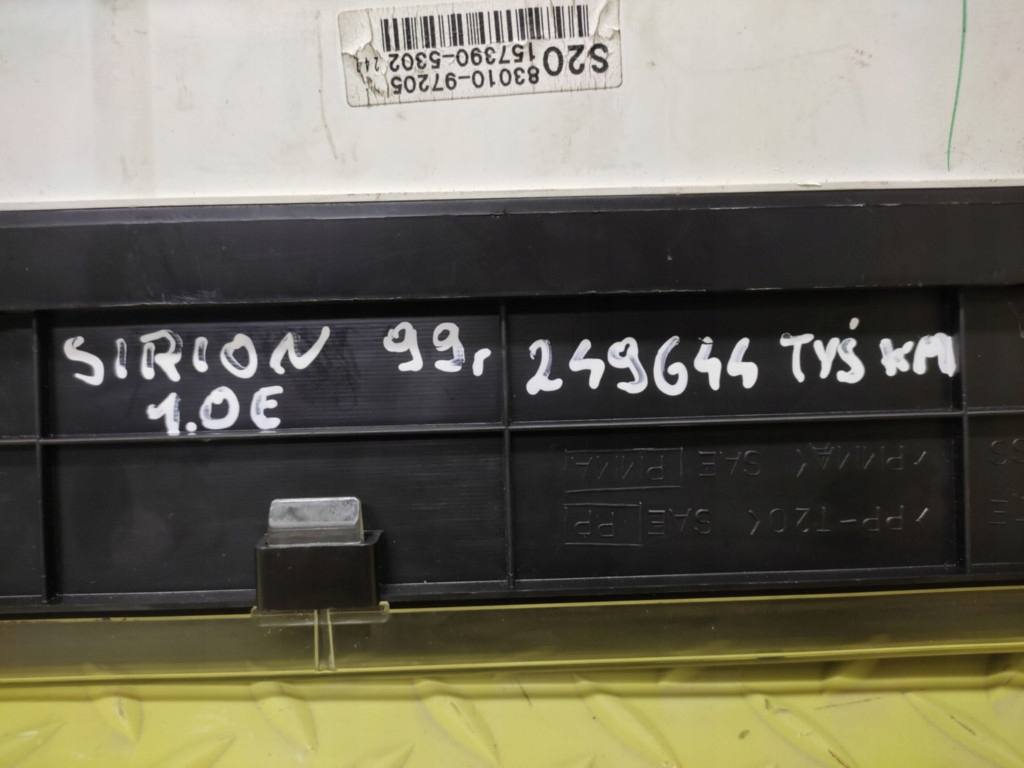 83010-97205
157390-5302 244
S20
SIRION 99r
1.0E
249644 TYŚ KM
>PP-T20< SAE PP
>PMMA< SAE PMMA